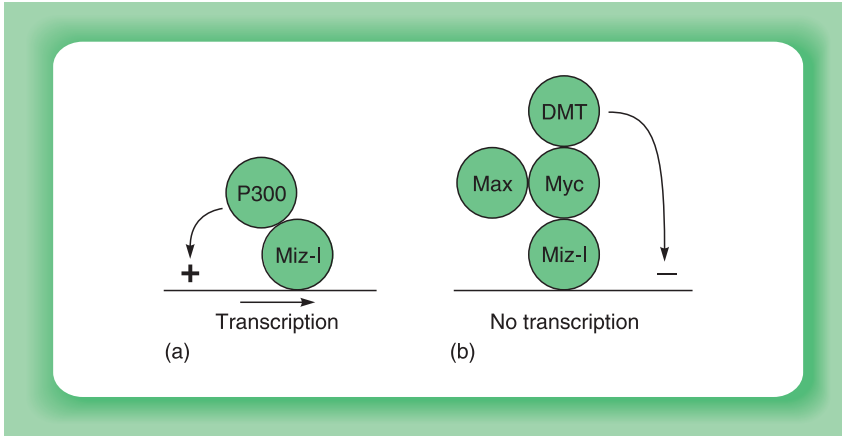 P300
Miz-I
+
Transcription
(a)
DMT
Max
Myc
Miz-I
—
No transcription
(b)